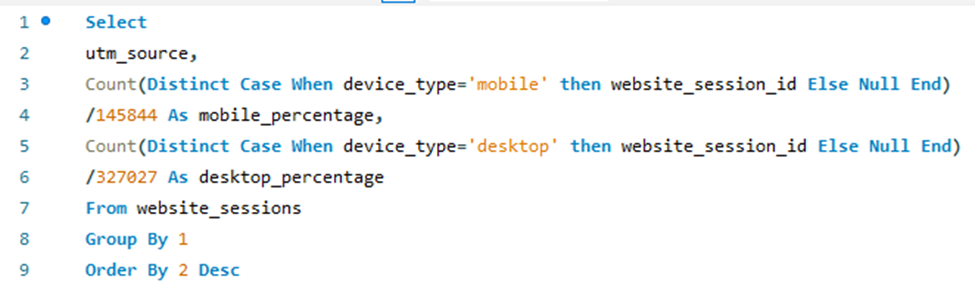 1 Select
2 utm_source,
3 Count(Distinct Case When device_type='mobile' then website_session_id Else Null End)
4 /145844 As mobile_percentage,
5 Count(Distinct Case When device_type='desktop' then website_session_id Else Null End)
6 /327027 As desktop_percentage
7 From website_sessions
8 Group By 1
9 Order By 2 Desc